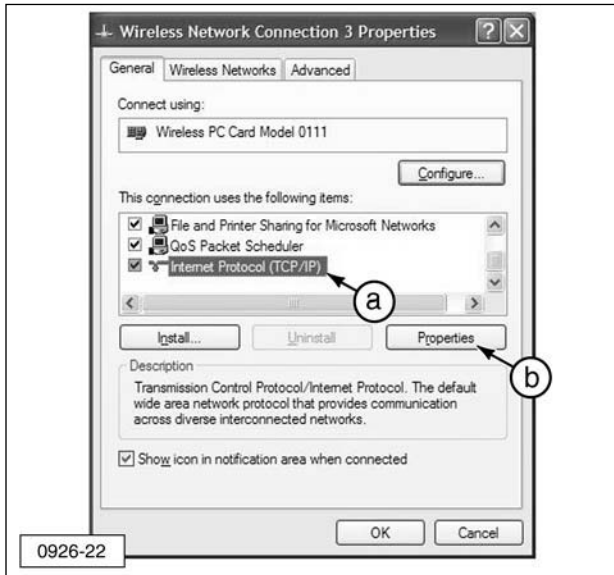 Wireless Network Connection 3 Properties
General Wireless Networks Advanced
Connect using:
Wireless PC Card Model 0111
Configure...
This connection uses the following items:
File and Printer Sharing for Microsoft Networks
QoS Packet Scheduler
Internet Protocol (TCP/IP)
a
Install... Uninstall Properties
b
Description
Transmission Control Protocol/Internet Protocol. The default
wide area network protocol that provides communication
across diverse interconnected networks.
Show icon in notification area when connected
OK Cancel
0926-22